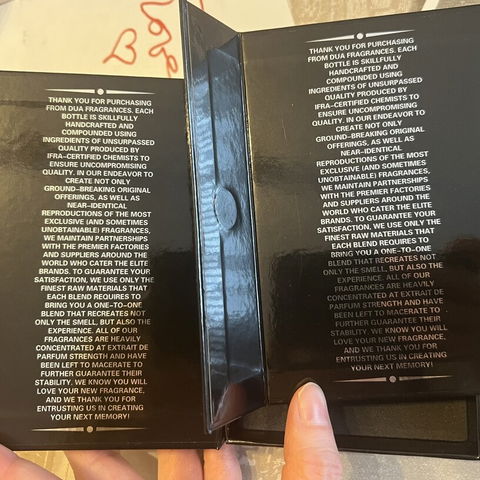 THANK YOU FOR PURCHASING
FROM DUA FRAGRANCES. EACH
BOTTLE IS SKILLFULLY
HANDCRAFTED AND
COMPOUNDED USING
INGREDIENTS OF UNSURPASSED
QUALITY PRODUCED BY
IFRA-CERTIFIED CHEMISTS TO
ENSURE UNCOMPROMISING
QUALITY. IN OUR ENDEAVOR TO
CREATE NOT ONLY
GROUND-BREAKING ORIGINAL
OFFERINGS, AS WELL AS
NEAR-IDENTICAL
REPRODUCTIONS OF THE MOST
EXCLUSIVE (AND SOMETIMES
UNOBTAINABLE) FRAGRANCES,
WE MAINTAIN PARTNERSHIPS
WITH THE PREMIER FACTORIES
AND SUPPLIERS AROUND THE
WORLD WHO CATER THE ELITE
BRANDS. TO GUARANTEE YOUR
SATISFACTION, WE USE ONLY THE
FINEST RAW MATERIALS THAT
EACH BLEND REQUIRES TO
BRING YOU A ONE-TO-ONE
BLEND THAT RECREATES NOT
ONLY THE SMELL, BUT ALSO THE
EXPERIENCE. ALL OF OUR
FRAGRANCES ARE HEAVILY
CONCENTRATED AT EXTRAIT DE
PARFUM STRENGTH AND HAVE
BEEN LEFT TO MACERATE TO
FURTHER GUARANTEE THEIR
STABILITY. WE KNOW YOU WILL
LOVE YOUR NEW FRAGRANCE,
AND WE THANK YOU FOR
ENTRUSTING US IN CREATING
YOUR NEXT MEMORY!
THANK YOU FOR PURCHASING
FROM DUA FRAGRANCES. EACH
BOTTLE IS SKILLFULLY
HANDCRAFTED AND
COMPOUNDED USING
INGREDIENTS OF UNSURPASSED
QUALITY PRODUCED BY
IFRA-CERTIFIED CHEMISTS TO
ENSURE UNCOMPROMISING
QUALITY. IN OUR ENDEAVOR TO
CREATE NOT ONLY
GROUND-BREAKING ORIGINAL
OFFERINGS, AS WELL AS
NEAR-IDENTICAL
REPRODUCTIONS OF THE MOST
EXCLUSIVE (AND SOMETIMES
UNOBTAINABLE) FRAGRANCES,
WE MAINTAIN PARTNERSHIPS
WITH THE PREMIER FACTORIES
AND SUPPLIERS AROUND THE
WORLD WHO CATER THE ELITE
BRANDS. TO GUARANTEE YOUR
SATISFACTION, WE USE ONLY THE
FINEST RAW MATERIALS THAT
EACH BLEND REQUIRES TO
BRING YOU A ONE-TO-ONE
BLEND THAT RECREATES NOT
ONLY THE SMELL, BUT ALSO THE
EXPERIENCE. ALL OF OUR
FRAGRANCES ARE HEAVILY
CONCENTRATED AT EXTRAIT DE
PARFUM STRENGTH AND HAVE
BEEN LEFT TO MACERATE TO
FURTHER GUARANTEE THEIR
STABILITY. WE KNOW YOU WILL
LOVE YOUR NEW FRAGRANCE,
AND WE THANK YOU FOR
ENTRUSTING US IN CREATING
YOUR NEXT MEMORY!